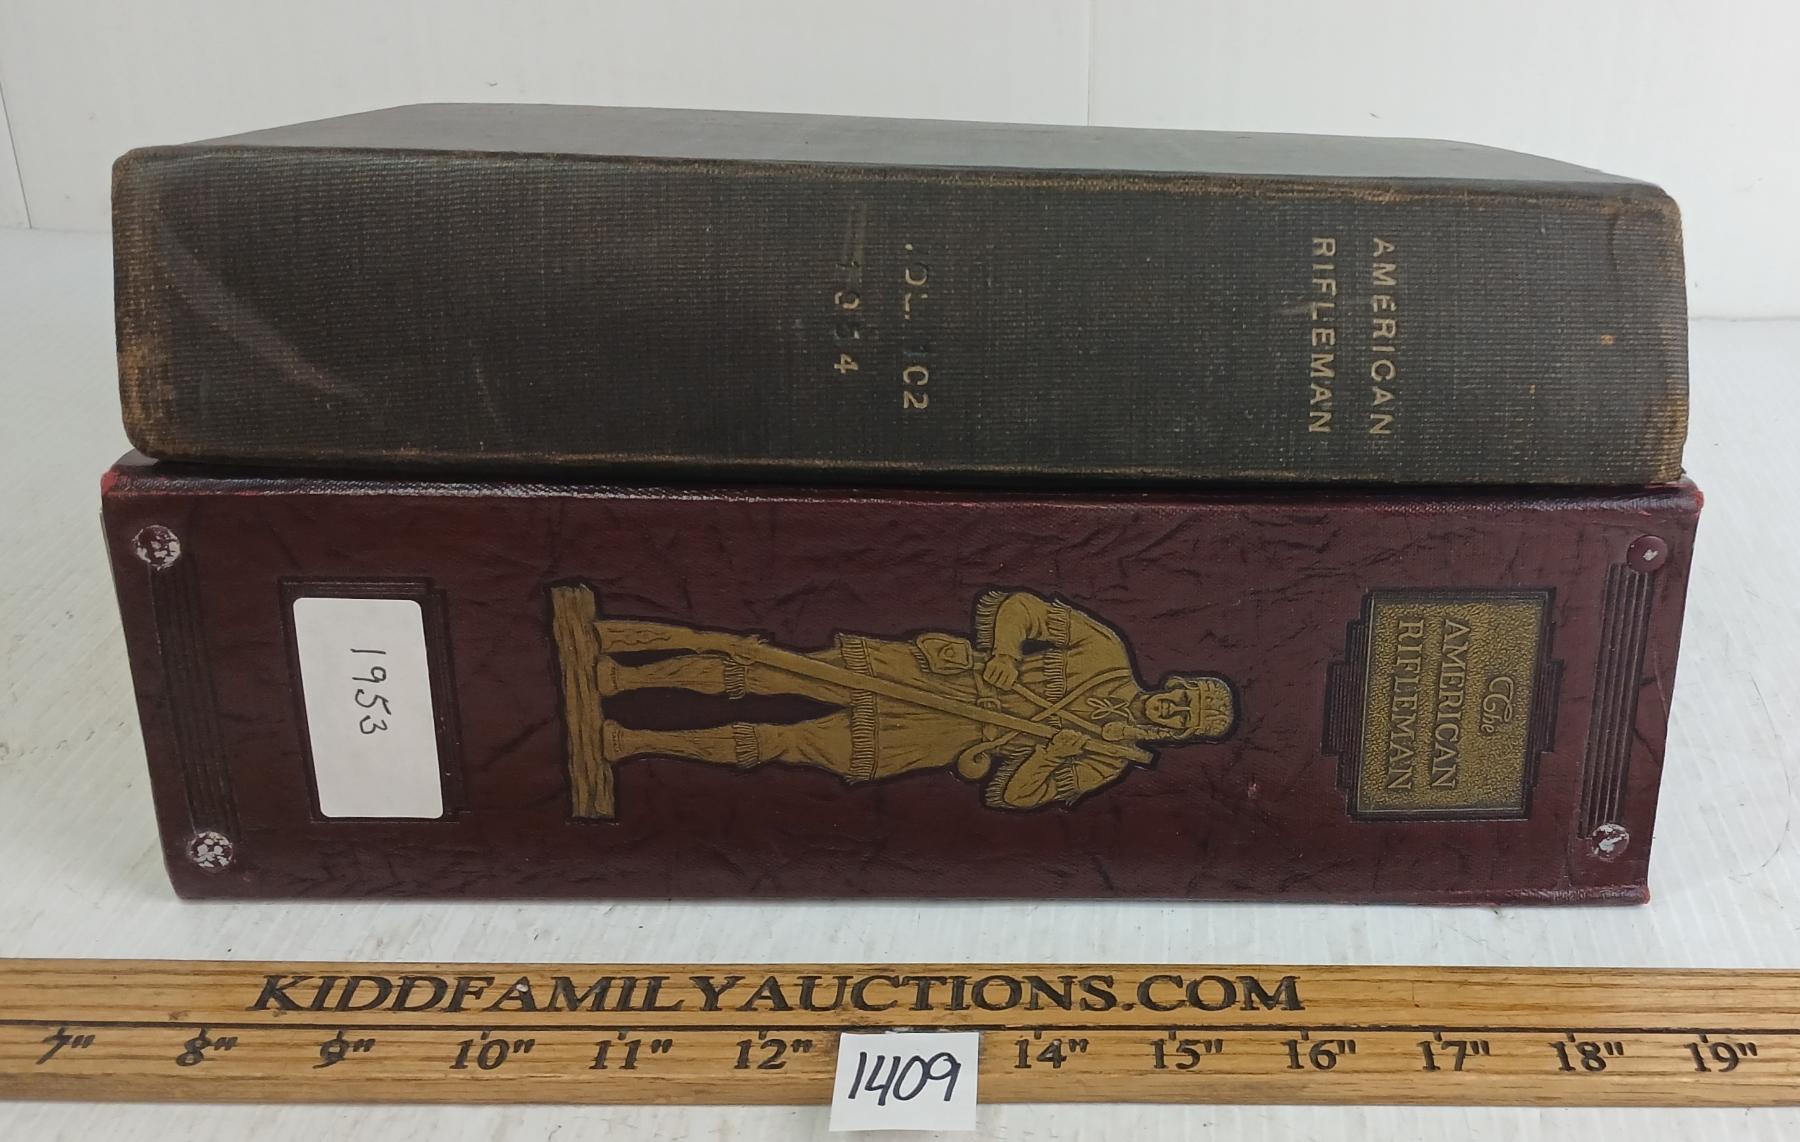 AMERICAN
RIFLEMAN
102
The
AMERICAN
RIFLEMAN
1953
KIDDFAMILYAUCTIONS.COM
7" 8" 9" 10" 11" 12" 14" 15" 16" 17" 18" 19"
1409